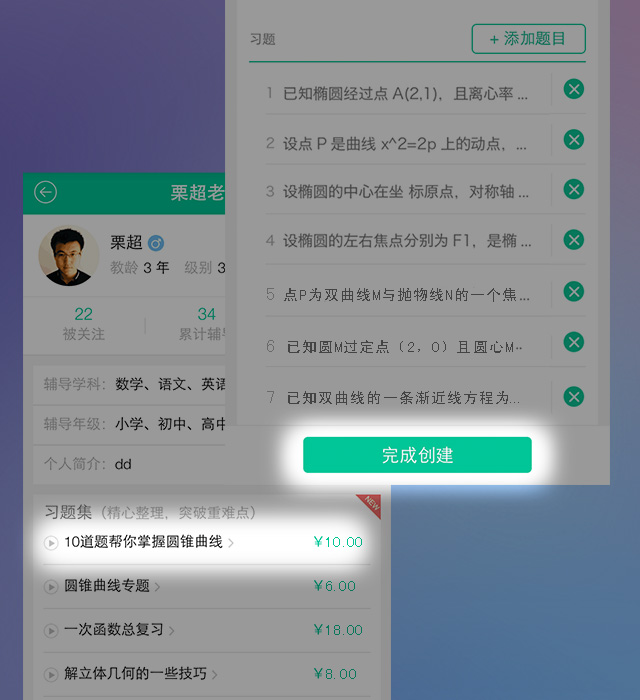 习题
+ 添加题目
1 已知椭圆经过点 A(2,1)，且离心率 ...
2 设点 P 是曲线 x^2=2p 上的动点，...
3 设椭圆的中心在坐 标原点，对称轴 ...
4 设椭圆的左右焦点分别为 F1，是椭 ...
5 点P为双曲线M与抛物线N的一个焦...
6 已知圆M过定点（2，0）且圆心M…
7 已知双曲线的一条渐近线方程为...
完成创建
栗超老
栗超
教龄 3 年 级别 3
22
被关注
34
累计辅
辅导学科：数学、语文、英语
辅导年级：小学、初中、高中
个人简介：dd
习题集（精心整理，突破重难点）
NEW
10道题帮你掌握圆锥曲线 ￥10.00
圆锥曲线专题 ￥6.00
一次函数总复习 ￥18.00
解立体几何的一些技巧 ￥8.00